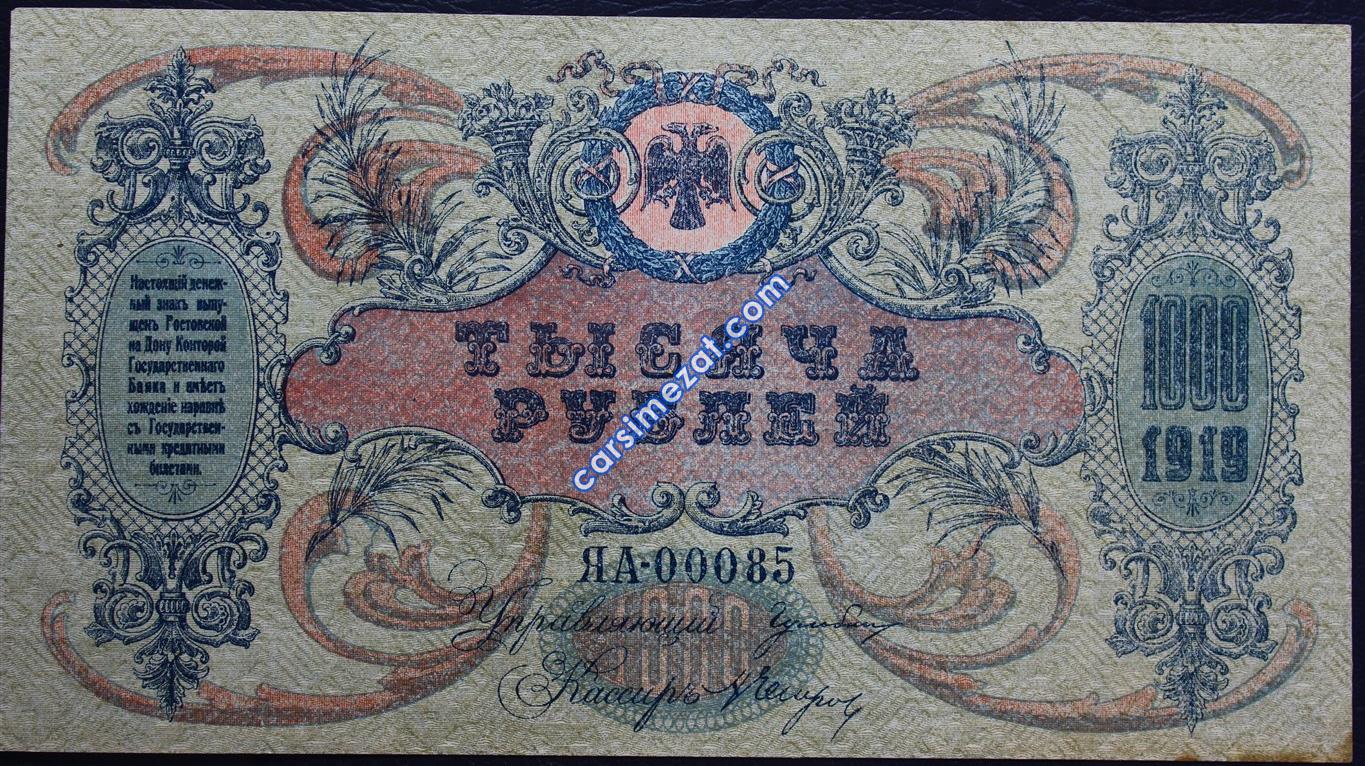 Настоящій денеж-
ный знакъ выпу-
щенъ Ростовской
на Дону Конторой
Государственнаго
Банка и имѣетъ
хожденіе наравнѣ
съ Государствен-
ными кредитными
билетами.
ТЫСЯЧА
РУБЛЕЙ
carsimezat.com
1000
1919
ЯА-00085
1000
Управляющій
Кассиръ